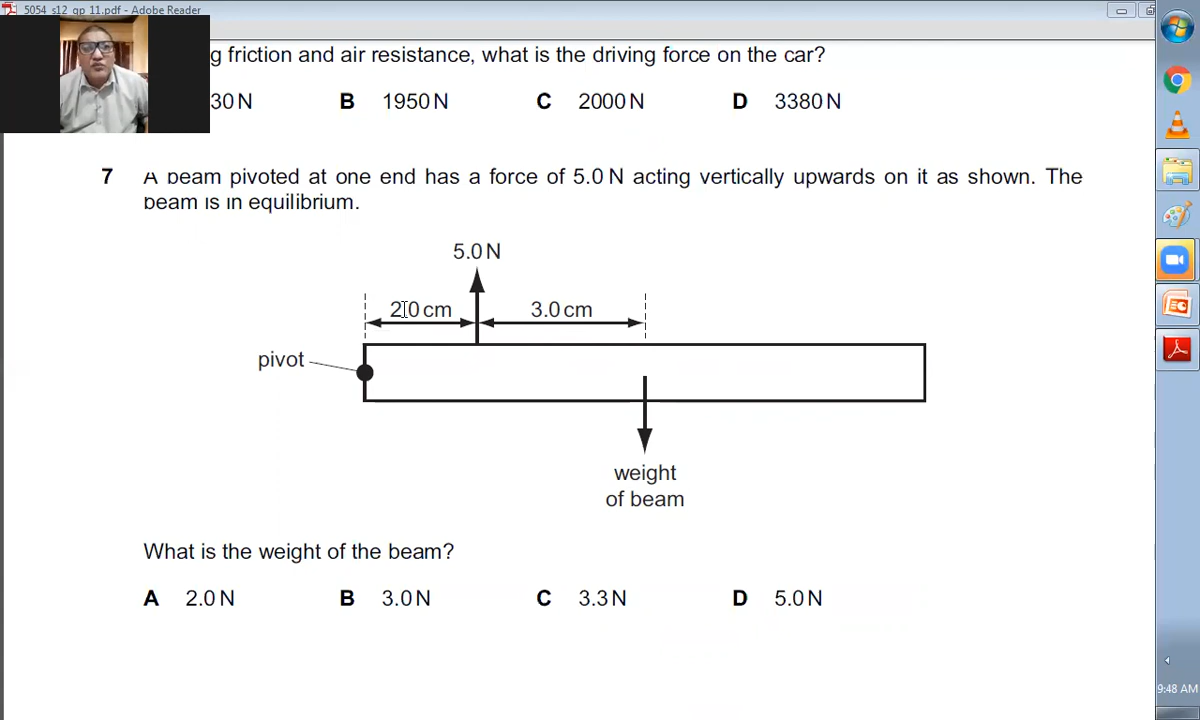 5054_s12_qp_11.pdf - Adobe Reader
g friction and air resistance, what is the driving force on the car?
30 N B 1950 N C 2000 N D 3380 N
7 A beam pivoted at one end has a force of 5.0 N acting vertically upwards on it as shown. The
beam is in equilibrium.
5.0 N
2.0 cm 3.0 cm
pivot
weight
of beam
What is the weight of the beam?
A 2.0 N B 3.0 N C 3.3 N D 5.0 N
9:48 AM